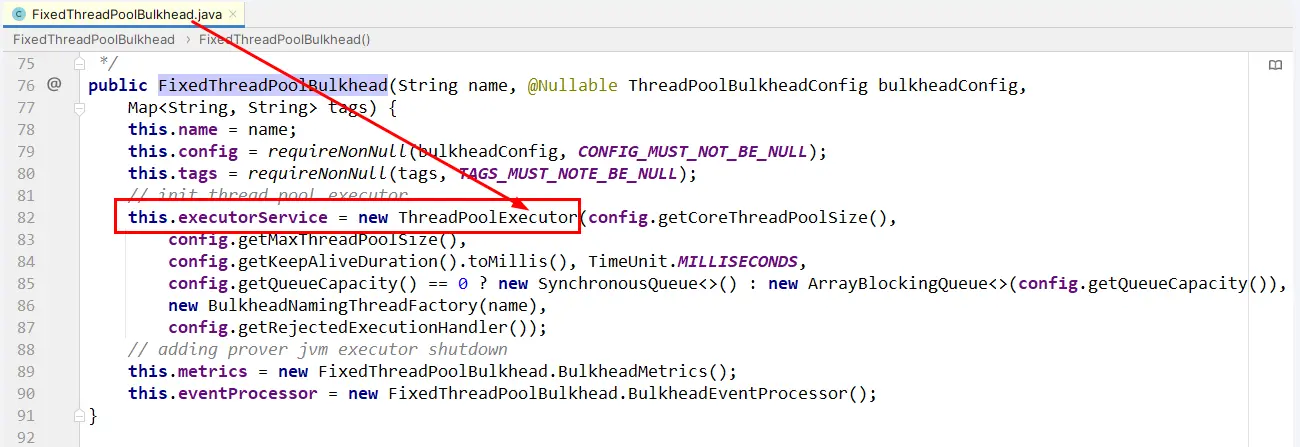 FixedThreadPoolBulkhead.java ×
FixedThreadPoolBulkhead › FixedThreadPoolBulkhead()
75 */
76 @ public FixedThreadPoolBulkhead(String name, @Nullable ThreadPoolBulkheadConfig bulkheadConfig,
77 Map<String, String> tags) {
78 this.name = name;
79 this.config = requireNonNull(bulkheadConfig, CONFIG_MUST_NOT_BE_NULL);
80 this.tags = requireNonNull(tags, TAGS_MUST_NOTE_BE_NULL);
81 // init thread pool executor
82 this.executorService = new ThreadPoolExecutor(config.getCoreThreadPoolSize(),
83 config.getMaxThreadPoolSize(),
84 config.getKeepAliveDuration().toMillis(), TimeUnit.MILLISECONDS,
85 config.getQueueCapacity() == 0 ? new SynchronousQueue<>() : new ArrayBlockingQueue<>(config.getQueueCapacity()),
86 new BulkheadNamingThreadFactory(name),
87 config.getRejectedExecutionHandler());
88 // adding prover jvm executor shutdown
89 this.metrics = new FixedThreadPoolBulkhead.BulkheadMetrics();
90 this.eventProcessor = new FixedThreadPoolBulkhead.BulkheadEventProcessor();
91 }
92